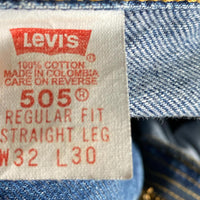 LEVI'S®
100% COTTON
MADE IN COLOMBIA
CARE ON REVERSE
505®
REGULAR FIT
STRAIGHT LEG
W32 L30